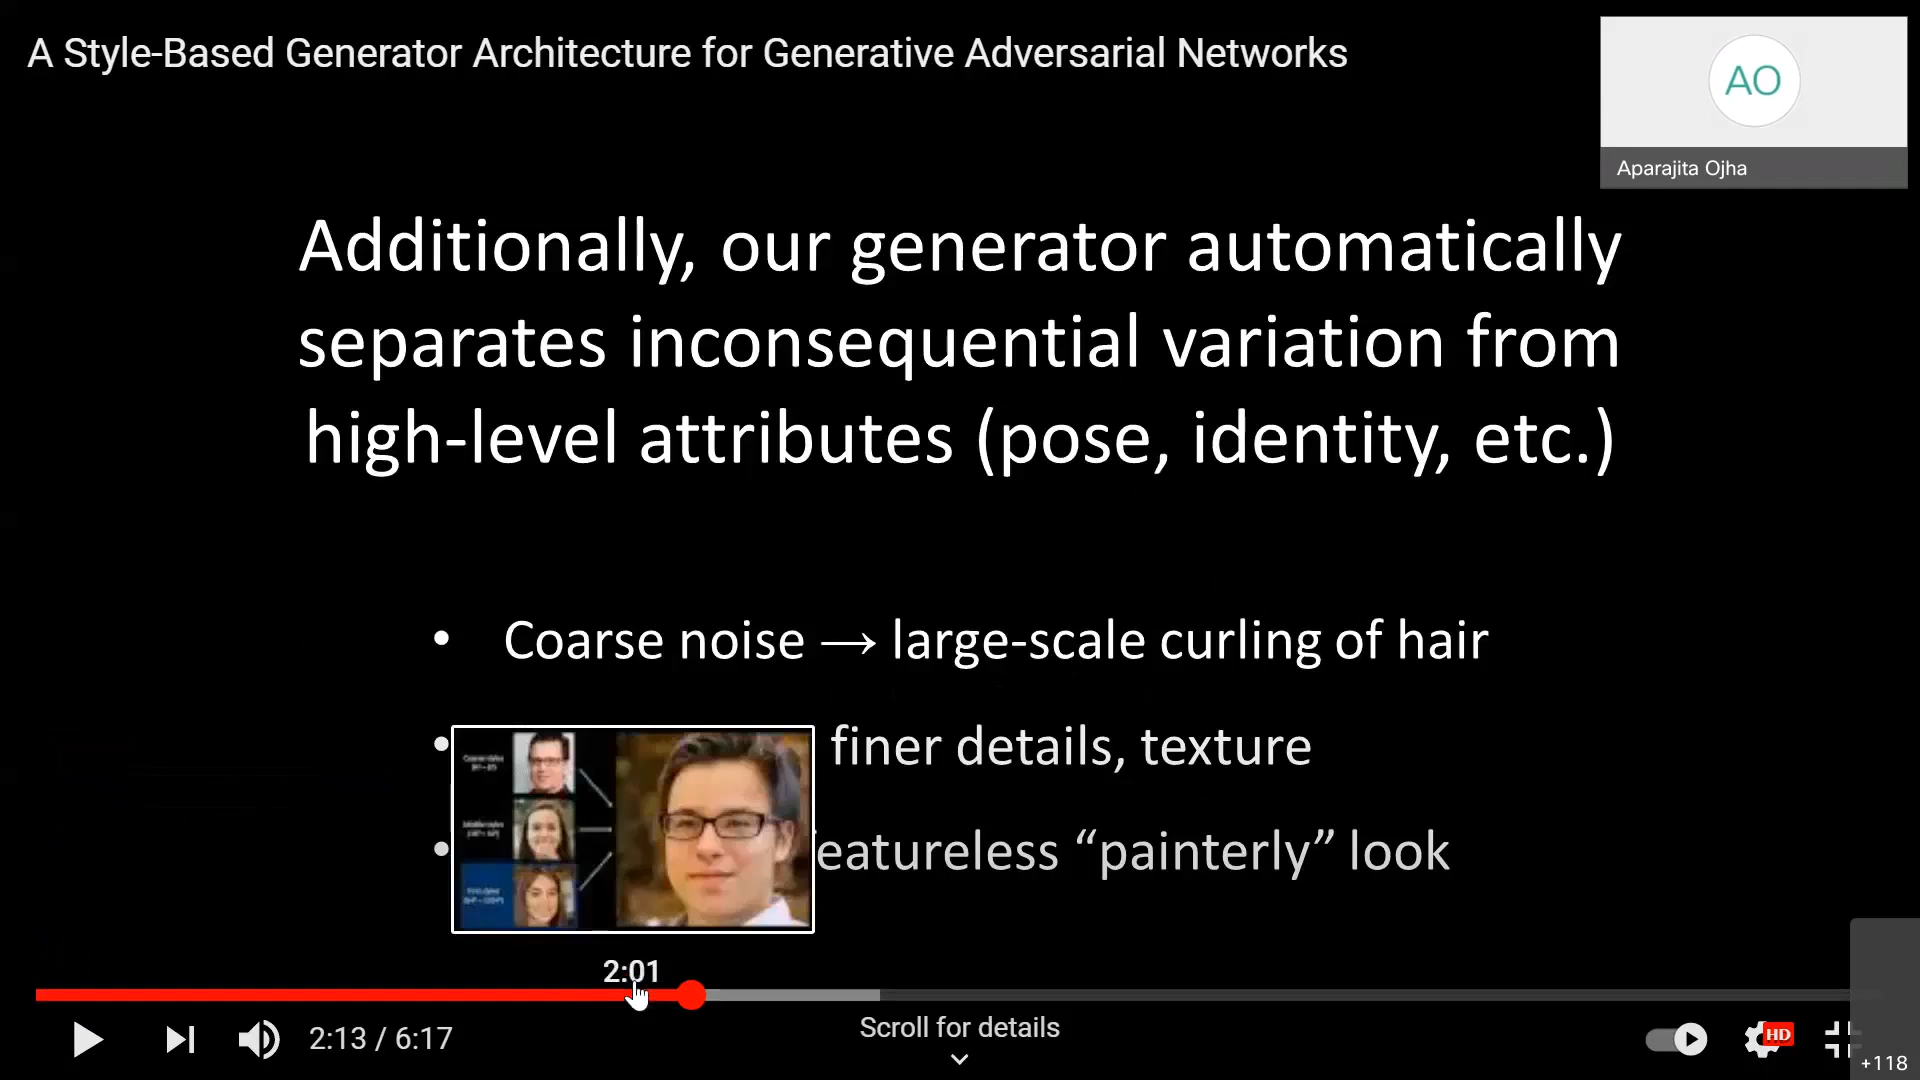 A Style-Based Generator Architecture for Generative Adversarial Networks
AO
Aparajita Ojha
Additionally, our generator automatically
separates inconsequential variation from
high-level attributes (pose, identity, etc.)
• Coarse noise → large-scale curling of hair
• finer details, texture
• eatureless “painterly” look
2:01
2:13 / 6:17
Scroll for details
HD
+118